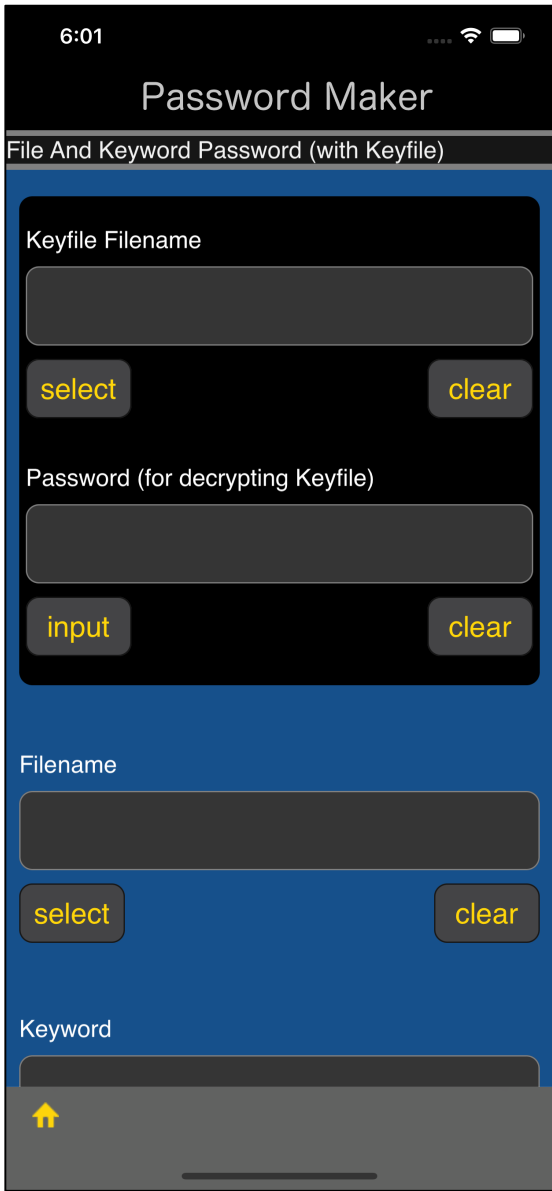 6:01
Password Maker
File And Keyword Password (with Keyfile)
Keyfile Filename
select clear
Password (for decrypting Keyfile)
input clear
Filename
select clear
Keyword